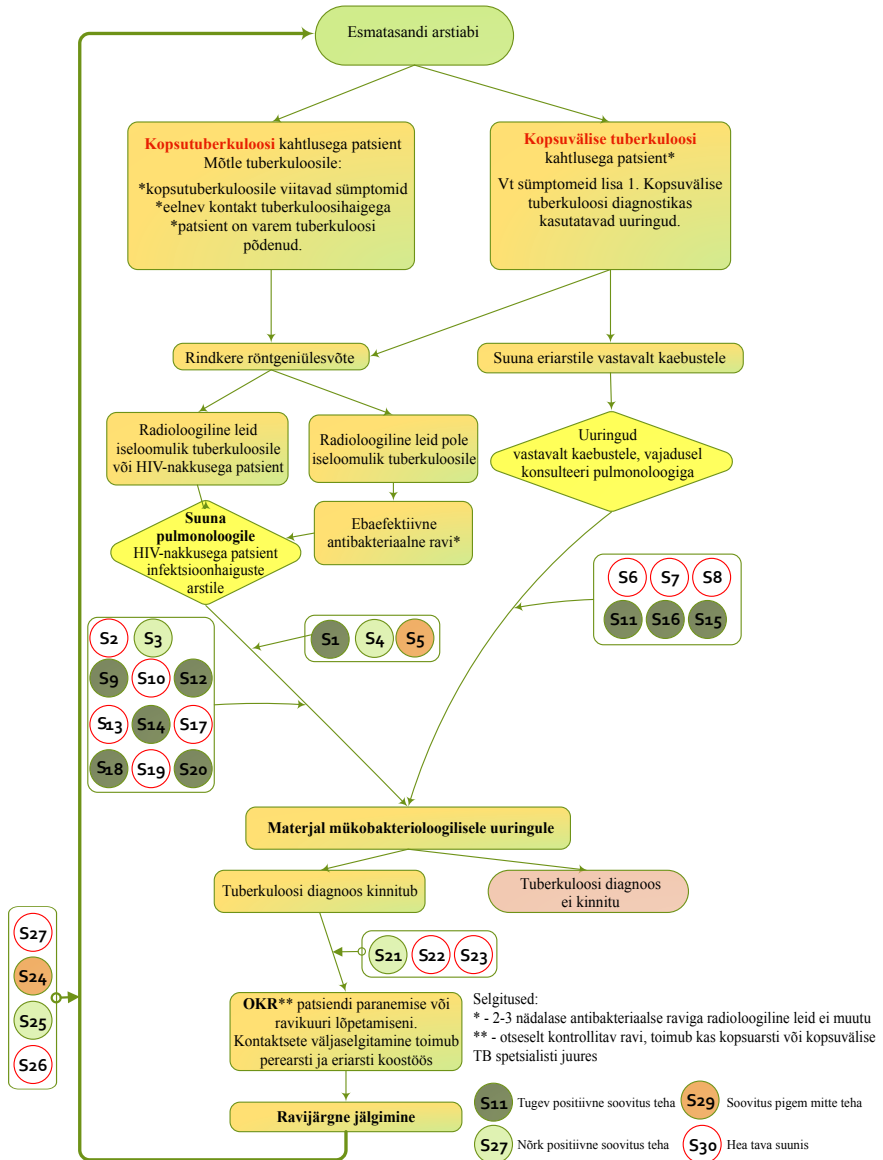 Esmatasandi arstiabi
Kopsutuberkuloosi kahtlusega patsient
Mõtle tuberkuloosile:
*kopsutuberkuloosile viitavad sümptomid
*eelnev kontakt tuberkuloosihaigega
*patsient on varem tuberkuloosi
põdenud.
Kopsuvälise tuberkuloosi
kahtlusega patsient*
Vt sümptomeid lisa 1. Kopsuvälise
tuberkuloosi diagnostikas
kasutatavad uuringud.
Rindkere röntgeniülesvõte
Suuna eriarstile vastavalt kaebustele
Radioloogiline leid
iseloomulik tuberkuloosile
või HIV-nakkusega patsient
Radioloogiline leid pole
iseloomulik tuberkuloosile
Uuringud
vastavalt kaebustele, vajadusel
konsulteeri pulmonoloogiga
Suuna
pulmonoloogile
HIV-nakkusega patsient
infektsioonhaiguste
arstile
Ebaefektiivne
antibakteriaalne ravi*
S6 S7 S8
S11 S16 S15
S1 S4 S5
S2 S3
S9 S10 S12
S13 S14 S17
S18 S19 S20
Materjal mükobakterioloogilisele uuringule
Tuberkuloosi diagnoos kinnitub
Tuberkuloosi diagnoos
ei kinnitu
S27
S24
S25
S26
S21 S22 S23
OKR** patsiendi paranemise või
ravikuuri lõpetamiseni.
Kontaktsete väljaselgitamine toimub
perearsti ja eriarsti koostöös
Ravijärgne jälgimine
Selgitused:
* - 2-3 nädalase antibakteriaalse raviga radioloogiline leid ei muutu
** - otseselt kontrollitav ravi, toimub kas kopsuarsti või kopsuvälise
TB spetsialisti juures
S11 Tugev positiivne soovitus teha S29 Soovitus pigem mitte teha
S27 Nõrk positiivne soovitus teha S30 Hea tava suunis